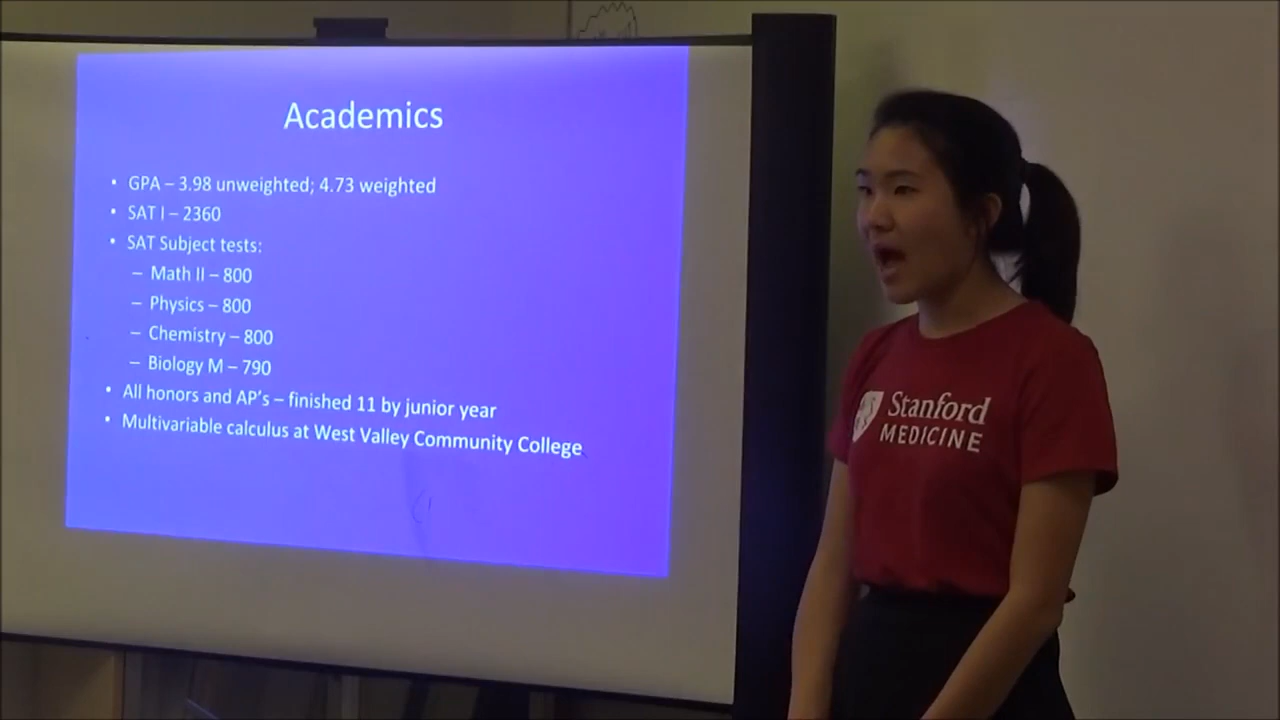 Academics
• GPA – 3.98 unweighted; 4.73 weighted
• SAT I – 2360
• SAT Subject tests:
– Math II – 800
– Physics – 800
– Chemistry – 800
– Biology M – 790
• All honors and AP's – finished 11 by junior year
• Multivariable calculus at West Valley Community College
Stanford
MEDICINE